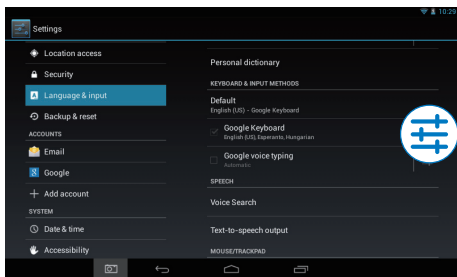 10:29
Settings
Location access
Security
Language & input
Backup & reset
ACCOUNTS
Email
Google
Add account
SYSTEM
Date & time
Accessibility
Personal dictionary
KEYBOARD & INPUT METHODS
Default
English (US) - Google Keyboard
Google Keyboard
English (US), Esperanto, Hungarian
Google voice typing
Automatic
SPEECH
Voice Search
Text-to-speech output
MOUSE/TRACKPAD